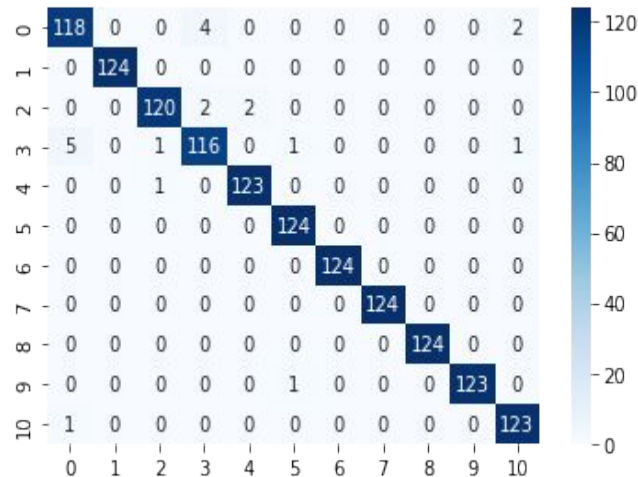 0 118 0 0 4 0 0 0 0 0 0 2
1 0 124 0 0 0 0 0 0 0 0 0
2 0 0 120 2 2 0 0 0 0 0 0
3 5 0 1 116 0 1 0 0 0 0 1
4 0 0 1 0 123 0 0 0 0 0 0
5 0 0 0 0 0 124 0 0 0 0 0
6 0 0 0 0 0 0 124 0 0 0 0
7 0 0 0 0 0 0 0 124 0 0 0
8 0 0 0 0 0 0 0 0 124 0 0
9 0 0 0 0 0 1 0 0 0 123 0
10 1 0 0 0 0 0 0 0 0 0 123
0 1 2 3 4 5 6 7 8 9 10
120
100
80
60
40
20
0